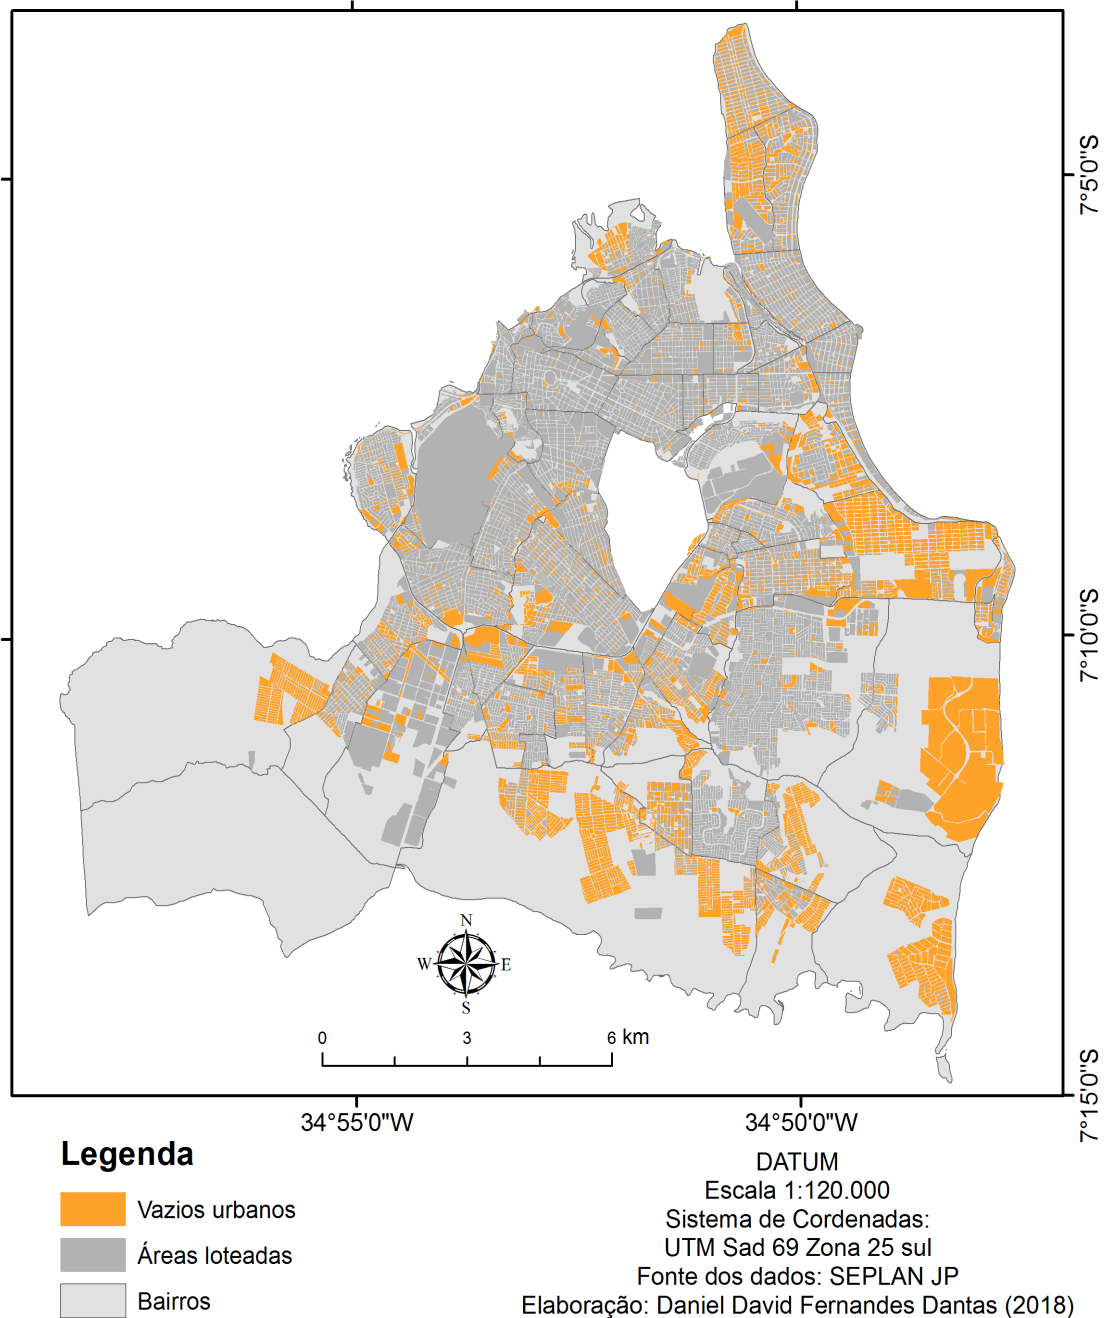 7°5'0"S
N
W
E
S
7°10'0"S
0
3
6 km
7°15'0"S
34°55'0"W
34°50'0"W
Legenda
Vazios urbanos
Áreas loteadas
Bairros
DATUM
Escala 1:120.000
Sistema de Cordenadas:
UTM Sad 69 Zona 25 sul
Fonte dos dados: SEPLAN JP
Elaboração: Daniel David Fernandes Dantas (2018)